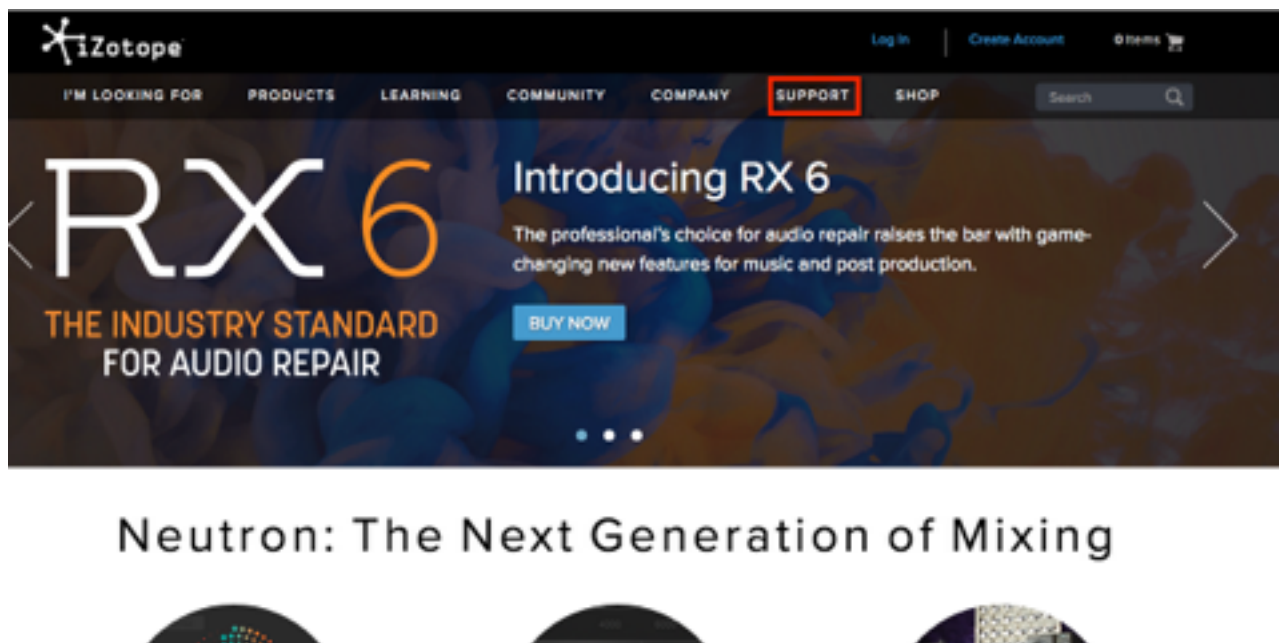 iZotope
Log In
Create Account
0 Items
I'M LOOKING FOR
PRODUCTS
LEARNING
COMMUNITY
COMPANY
SUPPORT
SHOP
Search
RX 6
THE INDUSTRY STANDARD
FOR AUDIO REPAIR
Introducing RX 6
The professional's choice for audio repair raises the bar with game-
changing new features for music and post production.
BUY NOW
Neutron: The Next Generation of Mixing